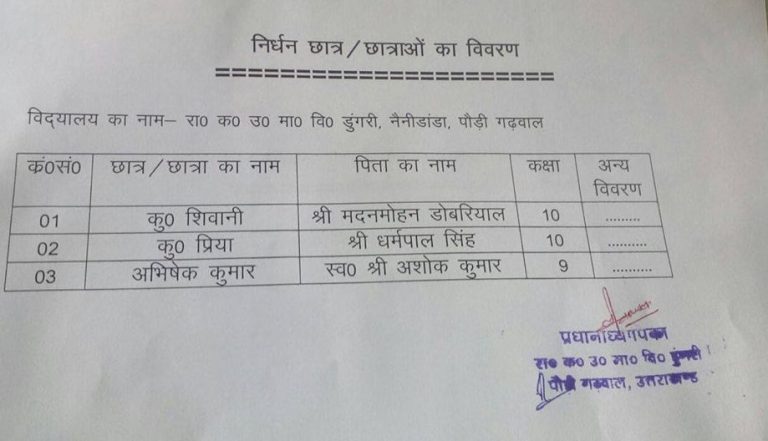 निर्धन छात्र/छात्राओं का विवरण
========================
विद्यालय का नाम– रा0 क0 उ0 मा0 वि0 डुंगरी, नैनीडांडा, पौड़ी गढ़वाल
कं0सं0 छात्र/छात्रा का नाम पिता का नाम कक्षा अन्य विवरण
01 कु0 शिवानी श्री मदनमोहन डोबरियाल 10 .........
02 कु0 प्रिया श्री धर्मपाल सिंह 10 ..........
03 अभिषेक कुमार स्व0 श्री अशोक कुमार 9 ..........
प्रधानाध्यापिका
रा० क० उ० मा० वि० डुंगरी
पौड़ी गढ़वाल, उत्तराखण्ड